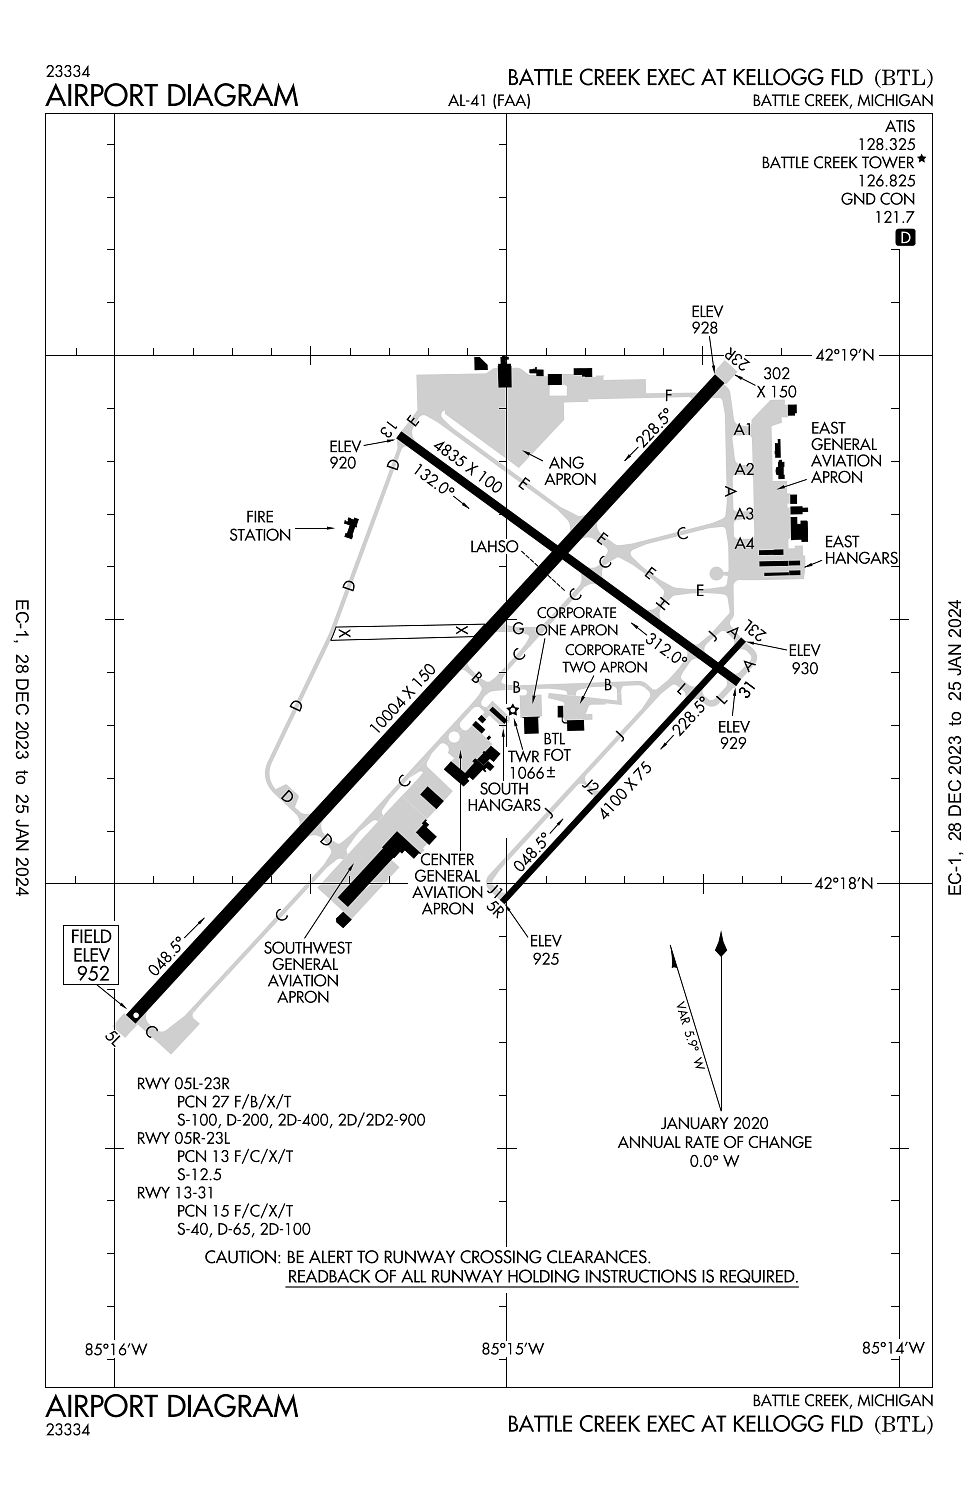 23334
AIRPORT DIAGRAM
AL-41 (FAA)
BATTLE CREEK EXEC AT KELLOGG FLD (BTL)
BATTLE CREEK, MICHIGAN
ATIS
128.325
BATTLE CREEK TOWER★
126.825
GND CON
121.7
D
ELEV
928
23R
42°19'N
302
X 150
F
228.5°
A1
EAST
GENERAL
AVIATION
APRON
13
E
ELEV
920
4835 X 100
132.0°
D
ANG
APRON
E
A2
A
A3
A4
FIRE
STATION
LAHSO
E
C
C
EAST
HANGARS
D
C
E
E
H
CORPORATE
ONE APRON
X
X
G
312.0°
J
A
23L
C
CORPORATE
TWO APRON
ELEV
930
A
B
B
B
L
L
31
D
10004 X 150
228.5°
ELEV
929
J
BTL
FOT
TWR
1066±
SOUTH
HANGARS
C
D
J2
4100 X 75
J
D
048.5°
CENTER
GENERAL
AVIATION
APRON
42°18'N
J1
5R
C
ELEV
925
FIELD
ELEV
952
048.5°
SOUTHWEST
GENERAL
AVIATION
APRON
5L
C
VAR 5.9° W
JANUARY 2020
ANNUAL RATE OF CHANGE
0.0° W
RWY 05L-23R
PCN 27 F/B/X/T
S-100, D-200, 2D-400, 2D/2D2-900
RWY 05R-23L
PCN 13 F/C/X/T
S-12.5
RWY 13-31
PCN 15 F/C/X/T
S-40, D-65, 2D-100
CAUTION: BE ALERT TO RUNWAY CROSSING CLEARANCES.
READBACK OF ALL RUNWAY HOLDING INSTRUCTIONS IS REQUIRED.
85°16'W
85°15'W
85°14'W
EC-1, 28 DEC 2023 to 25 JAN 2024
EC-1, 28 DEC 2023 to 25 JAN 2024
AIRPORT DIAGRAM
23334
BATTLE CREEK, MICHIGAN
BATTLE CREEK EXEC AT KELLOGG FLD (BTL)